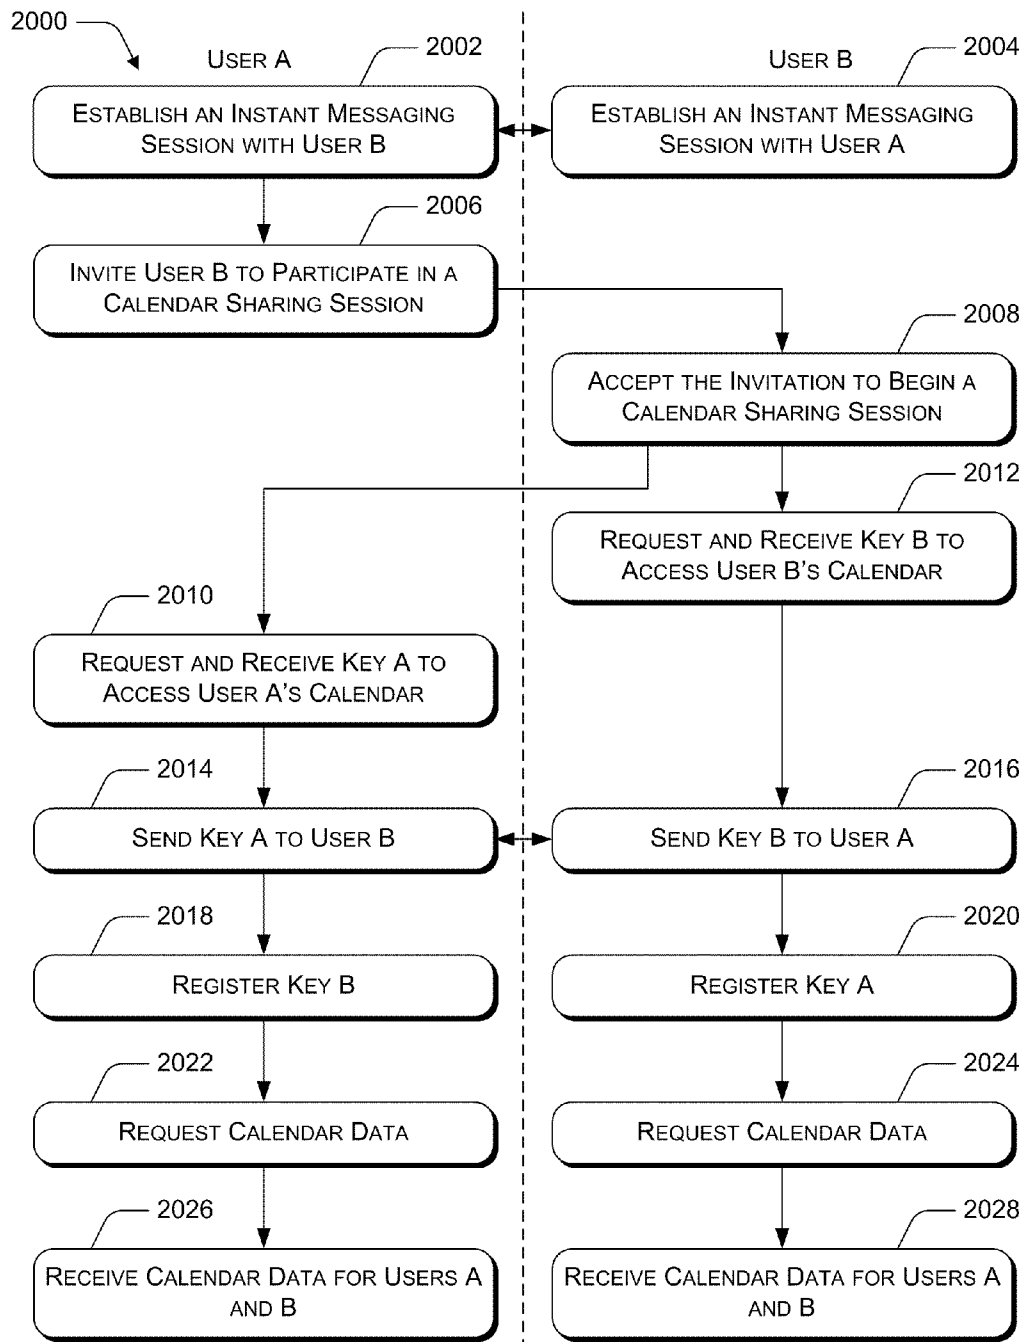 2000
USER A
2002
USER B
2004
ESTABLISH AN INSTANT MESSAGING
SESSION WITH USER B
ESTABLISH AN INSTANT MESSAGING
SESSION WITH USER A
2006
INVITE USER B TO PARTICIPATE IN A
CALENDAR SHARING SESSION
2008
ACCEPT THE INVITATION TO BEGIN A
CALENDAR SHARING SESSION
2012
REQUEST AND RECEIVE KEY B TO
ACCESS USER B'S CALENDAR
2010
REQUEST AND RECEIVE KEY A TO
ACCESS USER A'S CALENDAR
2014
SEND KEY A TO USER B
2016
SEND KEY B TO USER A
2018
REGISTER KEY B
2020
REGISTER KEY A
2022
REQUEST CALENDAR DATA
2024
REQUEST CALENDAR DATA
2026
RECEIVE CALENDAR DATA FOR USERS A
AND B
2028
RECEIVE CALENDAR DATA FOR USERS A
AND B